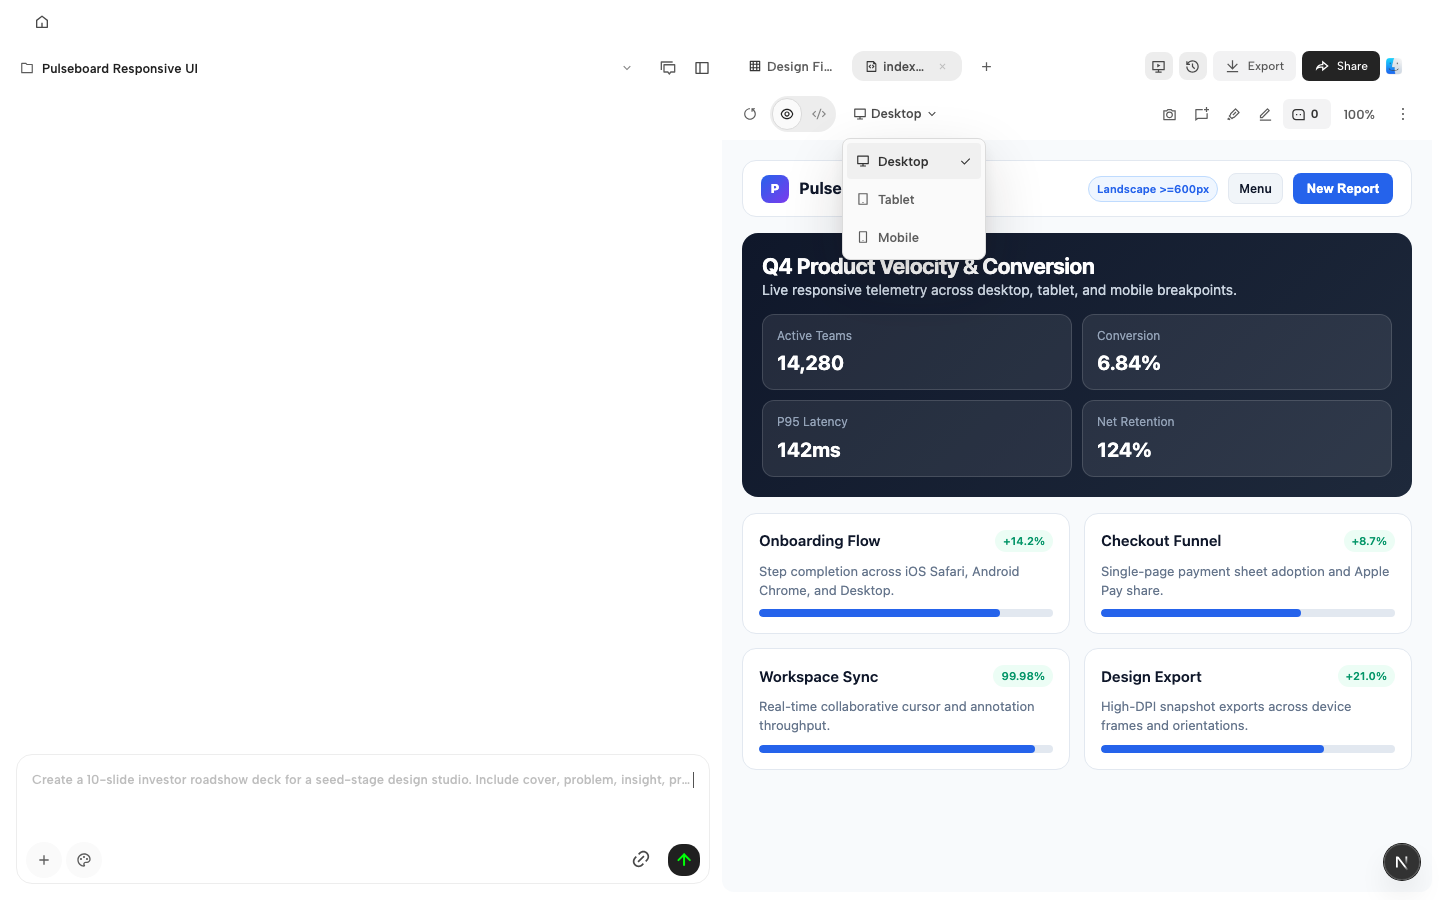 Pulseboard Responsive UI
Design Fi...
index...
Export
Share
Desktop
0
100%
Desktop
Tablet
Mobile
P
Pulse
Landscape >=600px
Menu
New Report
Q4 Product Velocity & Conversion
Live responsive telemetry across desktop, tablet, and mobile breakpoints.
Active Teams
14,280
Conversion
6.84%
P95 Latency
142ms
Net Retention
124%
Onboarding Flow
+14.2%
Step completion across iOS Safari, Android
Chrome, and Desktop.
Checkout Funnel
+8.7%
Single-page payment sheet adoption and Apple
Pay share.
Workspace Sync
99.98%
Real-time collaborative cursor and annotation
throughput.
Design Export
+21.0%
High-DPI snapshot exports across device
frames and orientations.
Create a 10-slide investor roadshow deck for a seed-stage design studio. Include cover, problem, insight, pr...
N